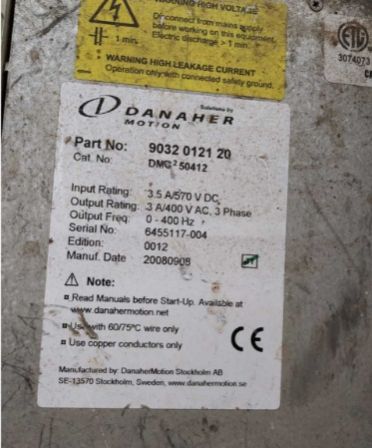 WARNING HIGH VOLTAGE
Disconnect from mains supply
before working on this equipment.
Electric discharge > 1 min.
1 min.
WARNING HIGH LEAKAGE CURRENT
Operation only with connected safety ground.
3074073
Solutions by
DANAHER
MOTION
Part No: 9032 0121 20
Cat. No: DMC² 50412
Input Rating: 3.5 A/570 V DC
Output Rating: 3 A/400 V AC, 3 Phase
Output Freq: 0 - 400 Hz
Serial No: 6455117-004
Edition: 0012
Manuf. Date 20080908
Note:
Read Manuals before Start-Up. Available at
www.danahermotion.net
Use with 60/75°C wire only
Use copper conductors only
CE
Manufactured by: DanaherMotion Stockholm AB
SE-13570 Stockholm, Sweden, www.danahermotion.se